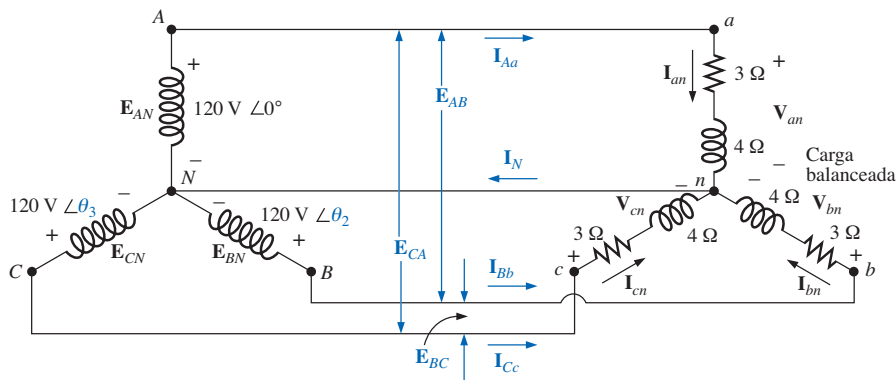 A
a
I_Aa
+
E_AN
120 V ∠0°
−
E_AB
I_an
3 Ω
+
V_an
4 Ω
−
Carga
balanceada
I_N
N
n
120 V ∠θ_3
−
+
E_CN
C
−
120 V ∠θ_2
+
E_BN
B
E_CA
I_Bb
V_cn
−
3 Ω
4 Ω
+
c
I_cn
−
4 Ω
V_bn
3 Ω
+
b
I_bn
E_BC
I_Cc